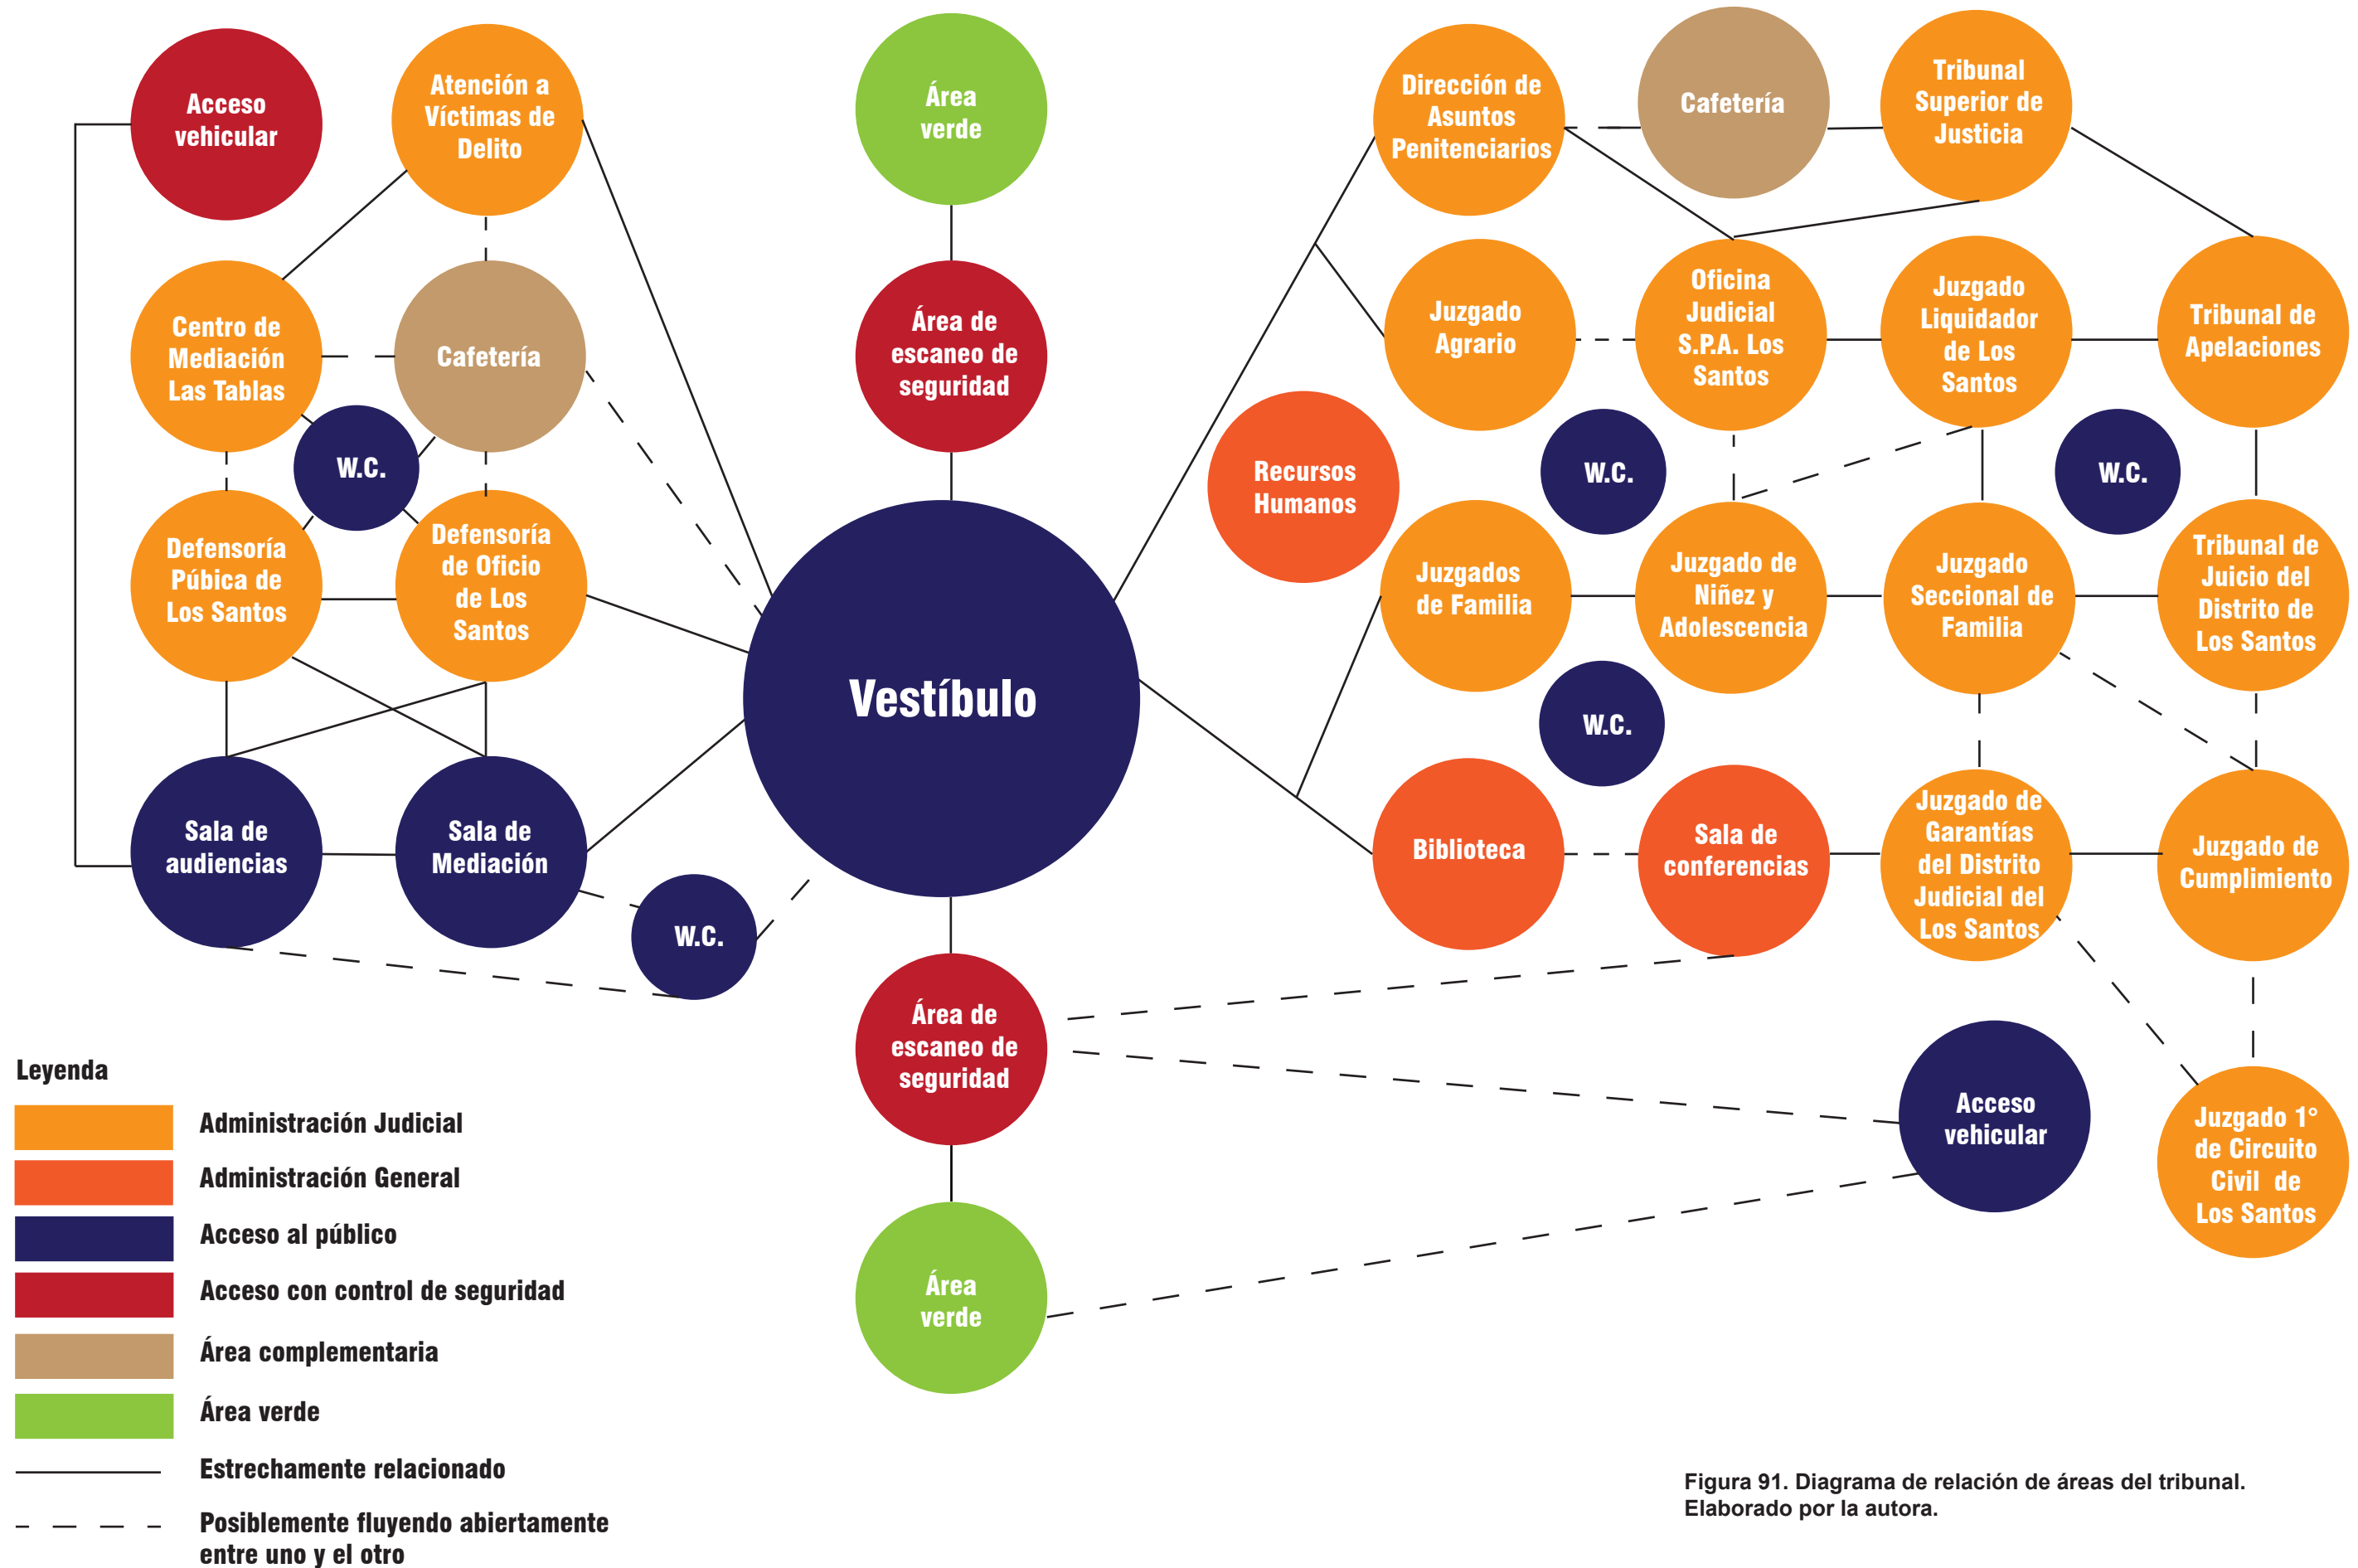 Acceso
vehicular
Atención a
Víctimas de
Delito
Área
verde
Dirección de
Asuntos
Penitenciarios
Cafetería
Tribunal
Superior de
Justicia
Centro de
Mediación
Las Tablas
Cafetería
Área de
escaneo de
seguridad
Juzgado
Agrario
Oficina
Judicial
S.P.A. Los
Santos
Juzgado
Liquidador
de Los
Santos
Tribunal de
Apelaciones
W.C.
Recursos
Humanos
W.C.
W.C.
Defensoría
Púbica de
Los Santos
Defensoría
de Oficio
de Los
Santos
Vestíbulo
Juzgados
de Familia
Juzgado de
Niñez y
Adolescencia
Juzgado
Seccional de
Familia
Tribunal de
Juicio del
Distrito de
Los Santos
W.C.
Sala de
audiencias
Sala de
Mediación
W.C.
Biblioteca
Sala de
conferencias
Juzgado de
Garantías
del Distrito
Judicial del
Los Santos
Juzgado de
Cumplimiento
Área de
escaneo de
seguridad
Acceso
vehicular
Juzgado 1°
de Circuito
Civil de
Los Santos
Área
verde
Leyenda
Administración Judicial
Administración General
Acceso al público
Acceso con control de seguridad
Área complementaria
Área verde
Estrechamente relacionado
Posiblemente fluyendo abiertamente
entre uno y el otro
Figura 91. Diagrama de relación de áreas del tribunal.
Elaborado por la autora.